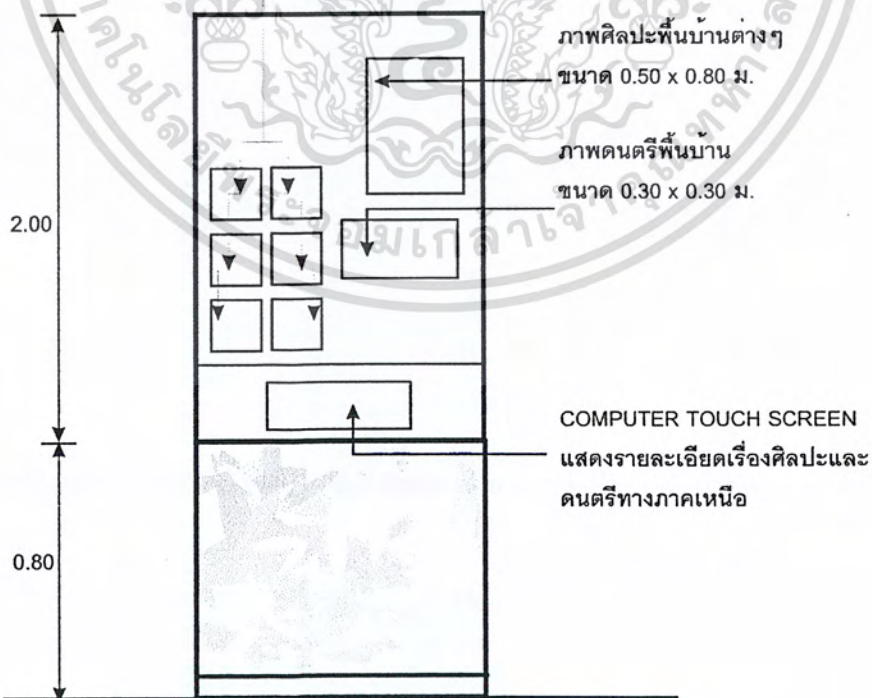 ภาพศิลปะพื้นบ้านต่างๆ
ขนาด 0.50 x 0.80 ม.
ภาพดนตรีพื้นบ้าน
ขนาด 0.30 x 0.30 ม.
2.00
COMPUTER TOUCH SCREEN
แสดงรายละเอียดเรื่องศิลปะและ
ดนตรีทางภาคเหนือ
0.80